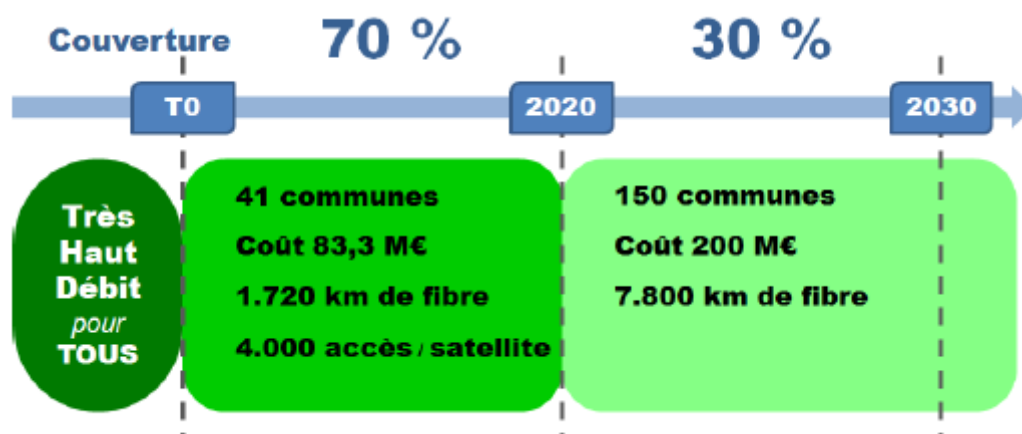 Couverture 70 % 30 %
T0 2020 2030
Très
Haut
Débit
pour
TOUS
41 communes
Coût 83,3 M€
1.720 km de fibre
4.000 accès / satellite
150 communes
Coût 200 M€
7.800 km de fibre